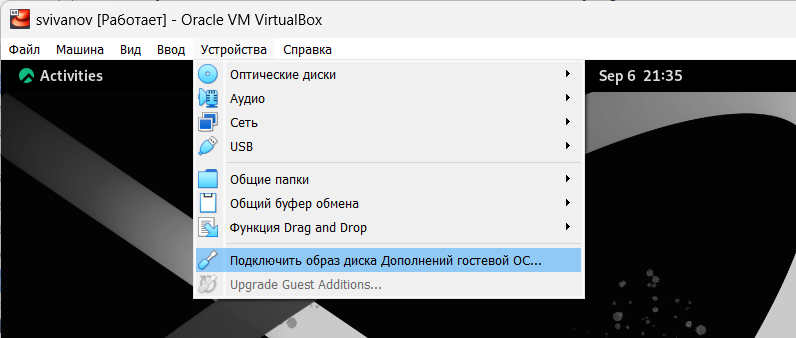 svivanov [Работает] - Oracle VM VirtualBox
Файл Машина Вид Ввод Устройства Справка
Activities Sep 6 21:35
Оптические диски
Аудио
Сеть
USB
Общие папки
Общий буфер обмена
Функция Drag and Drop
Подключить образ диска Дополнений гостевой ОС...
Upgrade Guest Additions...